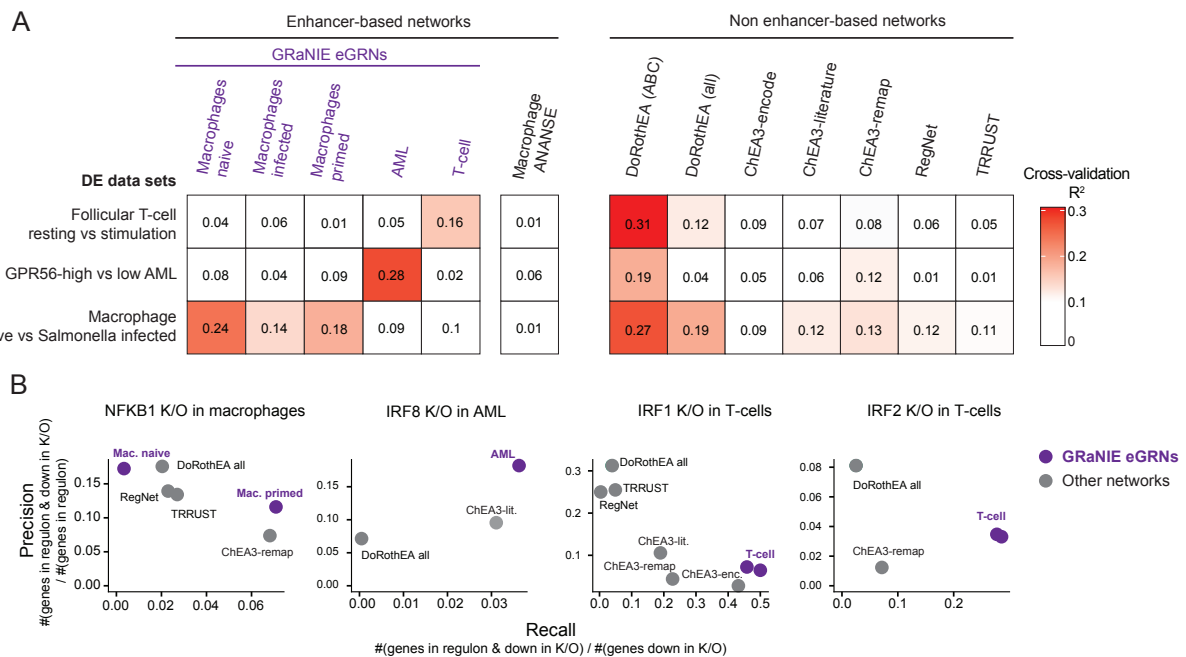 A
Enhancer-based networks
Non enhancer-based networks
GRaNIE eGRNs
Macrophages
naive
Macrophages
infected
Macrophages
primed
AML
T-cell
Macrophage
ANANSE
DoRothEA (ABC)
DoRothEA (all)
ChEA3-encode
ChEA3-literature
ChEA3-remap
RegNet
TRRUST
DE data sets
Cross-validation
R²
0.3
0.2
0.1
0
Follicular T-cell
resting vs stimulation
0.04 0.06 0.01 0.05 0.16 0.01 0.31 0.12 0.09 0.07 0.08 0.06 0.05
GPR56-high vs low AML
0.08 0.04 0.09 0.28 0.02 0.06 0.19 0.04 0.05 0.06 0.12 0.01 0.01
Macrophage
ve vs Salmonella infected
0.24 0.14 0.18 0.09 0.1 0.01 0.27 0.19 0.09 0.12 0.13 0.12 0.11
B
NFKB1 K/O in macrophages
IRF8 K/O in AML
IRF1 K/O in T-cells
IRF2 K/O in T-cells
Precision
#(genes in regulon & down in K/O)
/ #(genes in regulon)
Mac. naive
DoRothEA all
RegNet
TRRUST
Mac. primed
ChEA3-remap
0.15
0.10
0.05
0.00
0.00 0.02 0.04 0.06
AML
ChEA3-lit.
DoRothEA all
0.15
0.10
0.05
0.00
0.00 0.01 0.02 0.03
DoRothEA all
TRRUST
RegNet
ChEA3-lit.
ChEA3-remap
ChEA3-enc.
T-cell
0.3
0.2
0.1
0.0 0.1 0.2 0.3 0.4 0.5
DoRothEA all
T-cell
ChEA3-remap
0.08
0.06
0.04
0.02
0.00
0.0 0.1 0.2
GRaNIE eGRNs
Other networks
Recall
#(genes in regulon & down in K/O) / #(genes down in K/O)